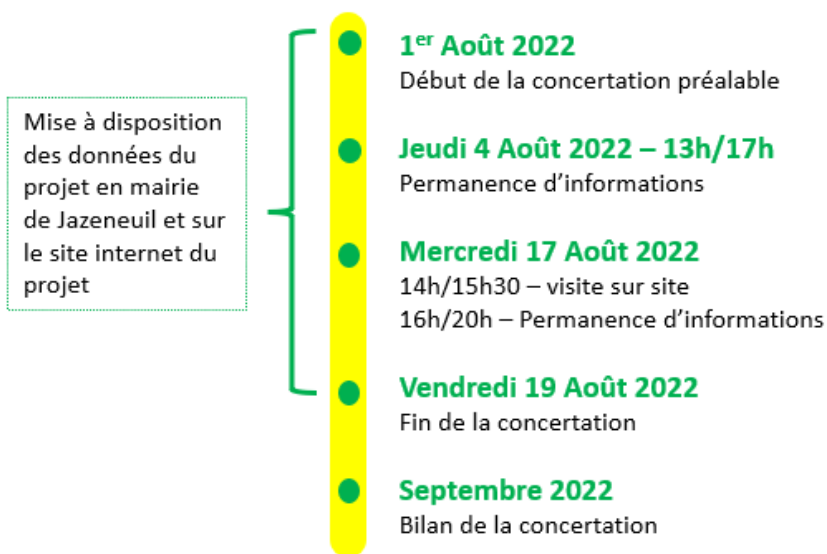 Mise à disposition
des données du
projet en mairie
de Jazeneuil et sur
le site internet du
projet
1er Août 2022
Début de la concertation préalable
Jeudi 4 Août 2022 – 13h/17h
Permanence d'informations
Mercredi 17 Août 2022
14h/15h30 – visite sur site
16h/20h – Permanance d'informations
Vendredi 19 Août 2022
Fin de la concertation
Septembre 2022
Bilan de la concertation